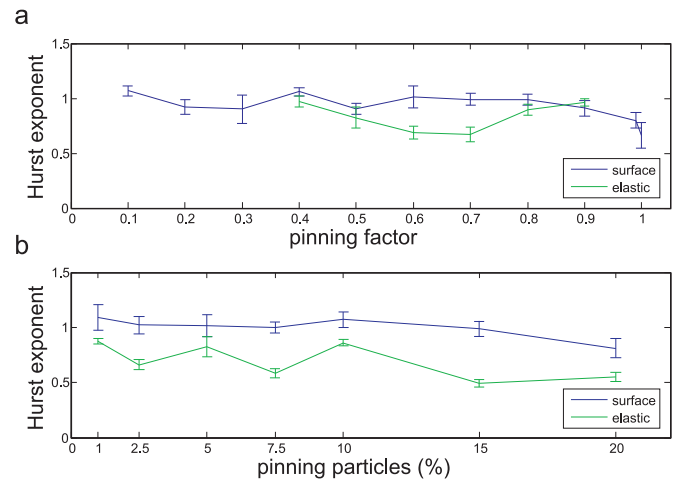 a
1.5
1
0.5
0
Hurst exponent
surface
elastic
0 0.1 0.2 0.3 0.4 0.5 0.6 0.7 0.8 0.9 1
pinning factor
b
1.5
1
0.5
0
Hurst exponent
surface
elastic
0 1 2.5 5 7.5 10 15 20
pinning particles (%)